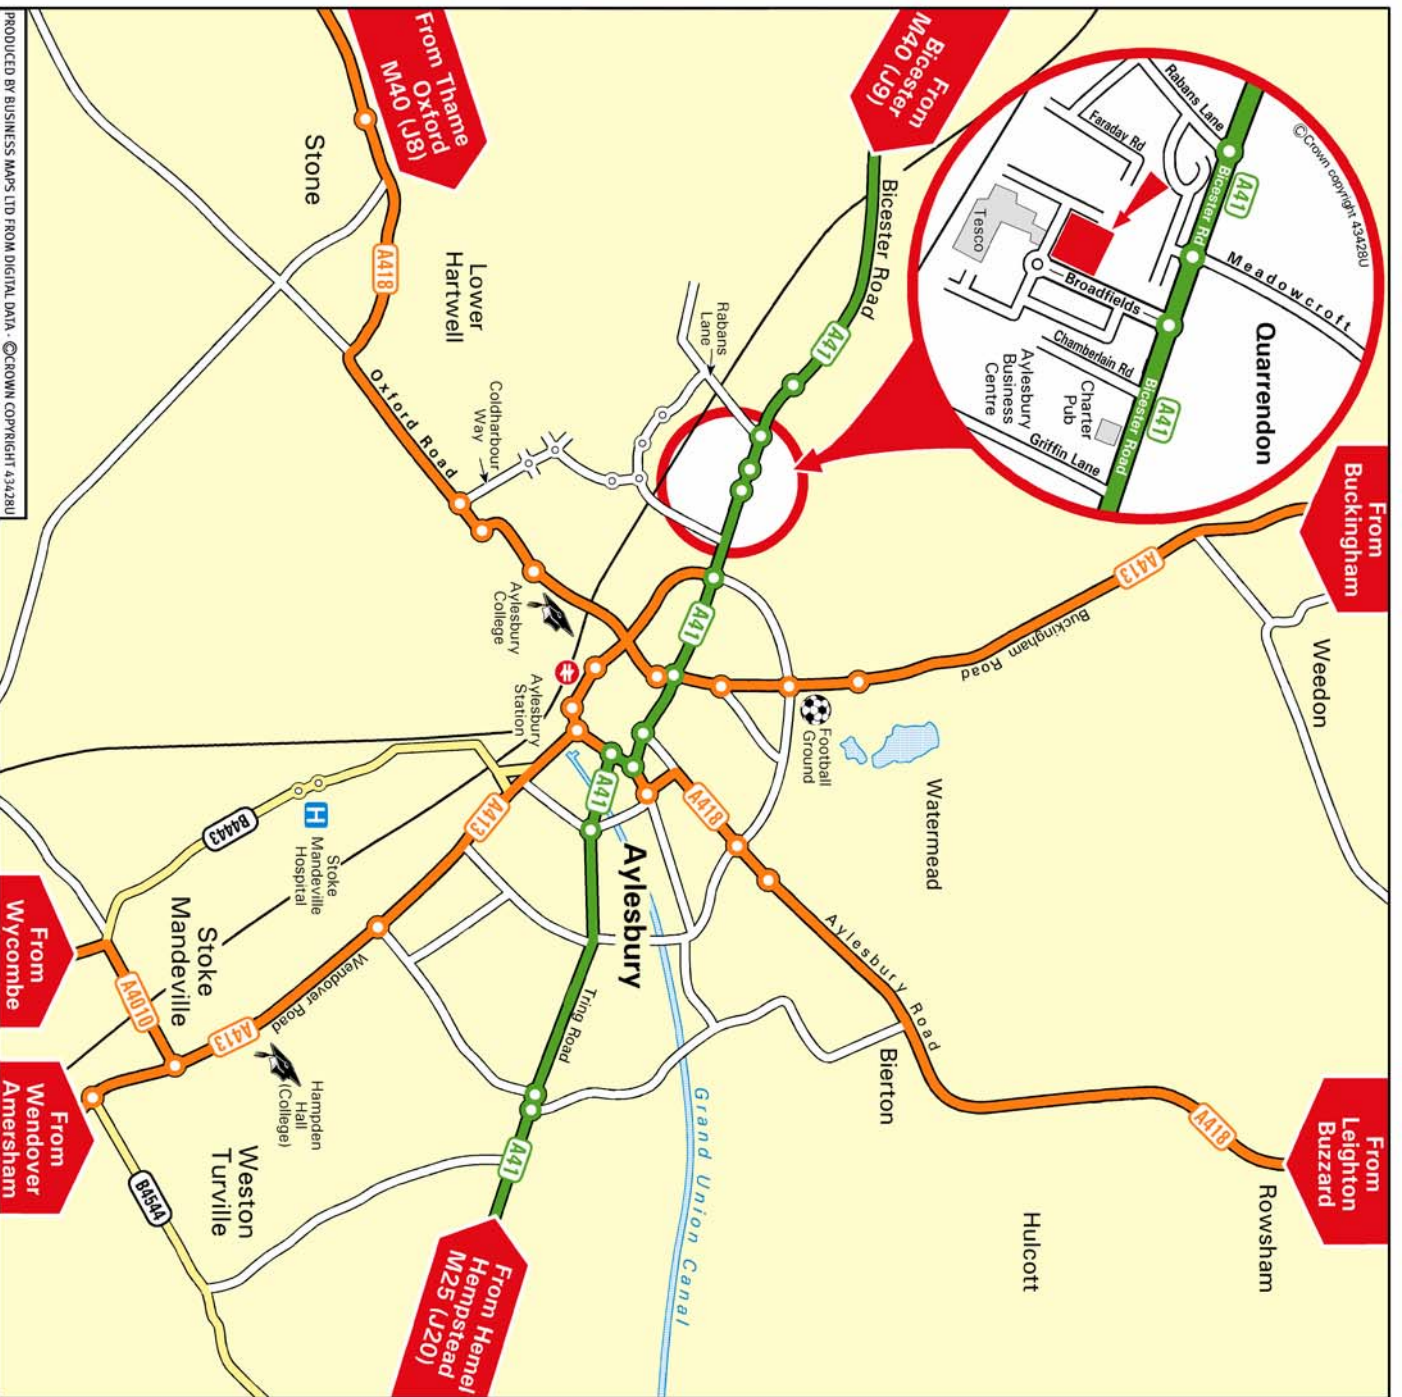 From
Bicester
M40 (J9)
From Thame
Oxford
M40 (J8)
From
Buckingham
From
Leighton
Buzzard
From
Wycombe
From
Wendover
Amersham
From Hemel
Hempstead
M25 (J20)
©Crown copyright 43428U
Rabans Lane
Faraday Rd
Tesco
A41
Bicester Rd
Meadowcroft
Broadfields
Chamberlain Rd
Quarrendon
Aylesbury
Business
Centre
Charter
Pub
A41
Bicester Road
Griffin Lane
Bicester Road
A41
Rabans
Lane
Stone
A418
Lower
Hartwell
Oxford Road
Coldharbour
Way
Aylesbury
College
Aylesbury
Station
A41
A413
Buckingham Road
Weedon
Football
Ground
Watermead
A418
A41
Aylesbury
Aylesbury Road
Bierton
A418
Rowsham
Hulcott
Grand Union Canal
Tring Road
A41
A413
B4443
H
Stoke
Mandeville
Hospital
Stoke
Mandeville
Wendover Road
A413
A4010
Hampden
Hall
(College)
Weston
Turville
B4544
PRODUCED BY BUSINESS MAPS LTD FROM DIGITAL DATA - ©CROWN COPYRIGHT 43428U